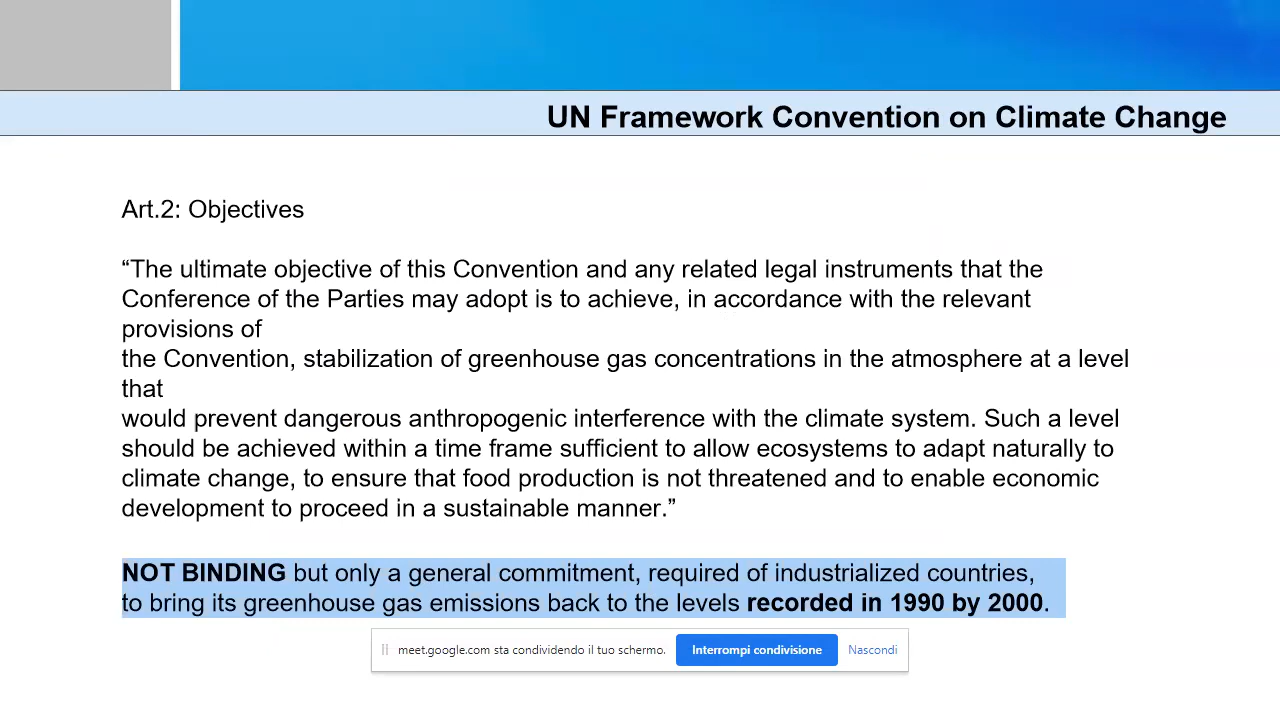 UN Framework Convention on Climate Change
Art.2: Objectives
“The ultimate objective of this Convention and any related legal instruments that the
Conference of the Parties may adopt is to achieve, in accordance with the relevant
provisions of
the Convention, stabilization of greenhouse gas concentrations in the atmosphere at a level
that
would prevent dangerous anthropogenic interference with the climate system. Such a level
should be achieved within a time frame sufficient to allow ecosystems to adapt naturally to
climate change, to ensure that food production is not threatened and to enable economic
development to proceed in a sustainable manner.”
NOT BINDING but only a general commitment, required of industrialized countries,
to bring its greenhouse gas emissions back to the levels recorded in 1990 by 2000.
meet.google.com sta condividendo il tuo schermo. Interrompi condivisione Nascondi